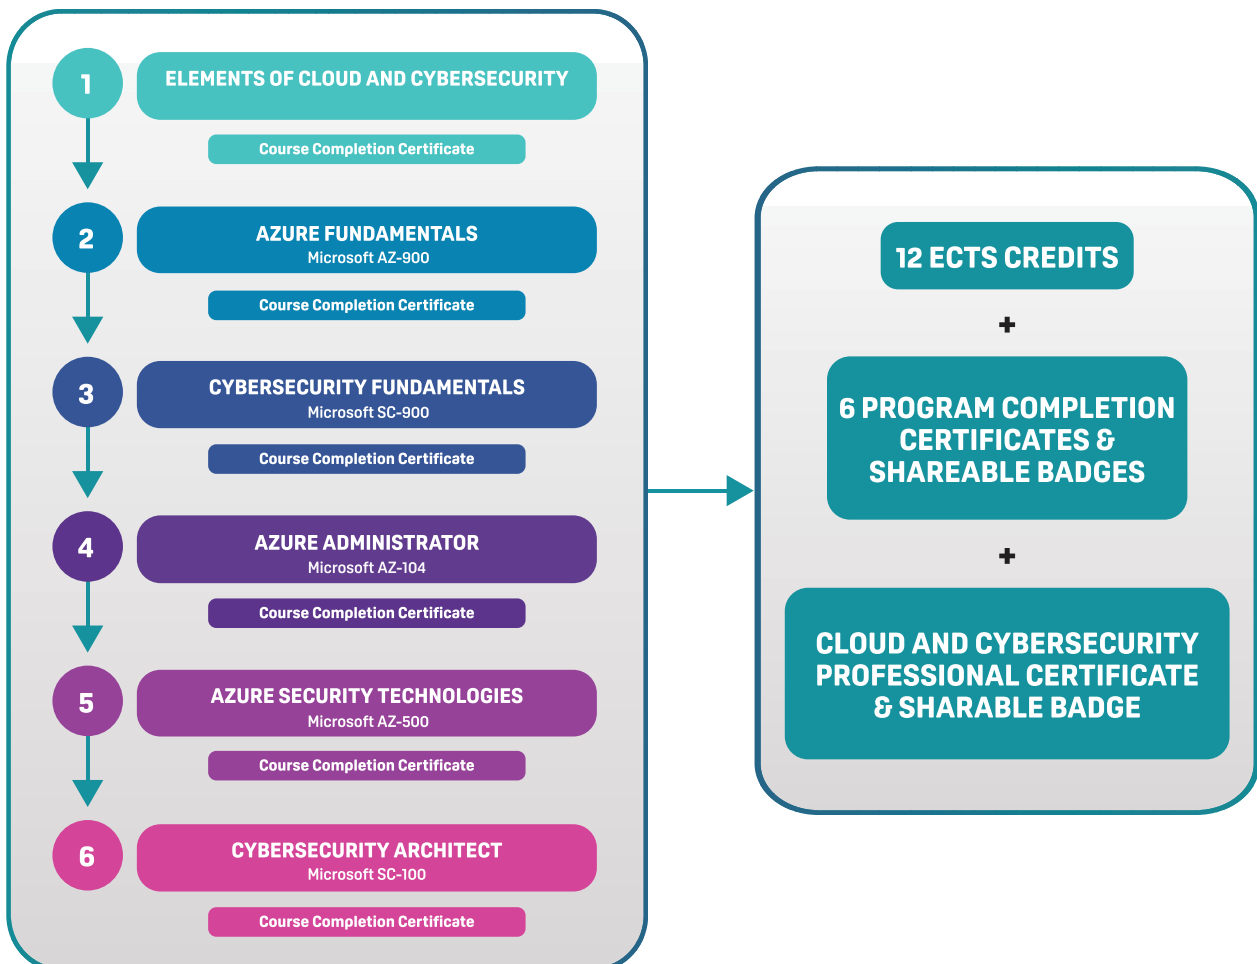 1
ELEMENTS OF CLOUD AND CYBERSECURITY
Course Completion Certificate
2
AZURE FUNDAMENTALS
Microsoft AZ-900
Course Completion Certificate
3
CYBERSECURITY FUNDAMENTALS
Microsoft SC-900
Course Completion Certificate
4
AZURE ADMINISTRATOR
Microsoft AZ-104
Course Completion Certificate
5
AZURE SECURITY TECHNOLOGIES
Microsoft AZ-500
Course Completion Certificate
6
CYBERSECURITY ARCHITECT
Microsoft SC-100
Course Completion Certificate
12 ECTS CREDITS
+
6 PROGRAM COMPLETION
CERTIFICATES &
SHAREABLE BADGES
+
CLOUD AND CYBERSECURITY
PROFESSIONAL CERTIFICATE
& SHARABLE BADGE